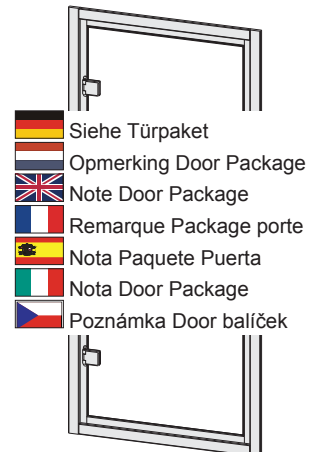 Siehe Türpaket
Opmerking Door Package
Note Door Package
Remarque Package porte
Nota Paquete Puerta
Nota Door Package
Poznámka Door balíček